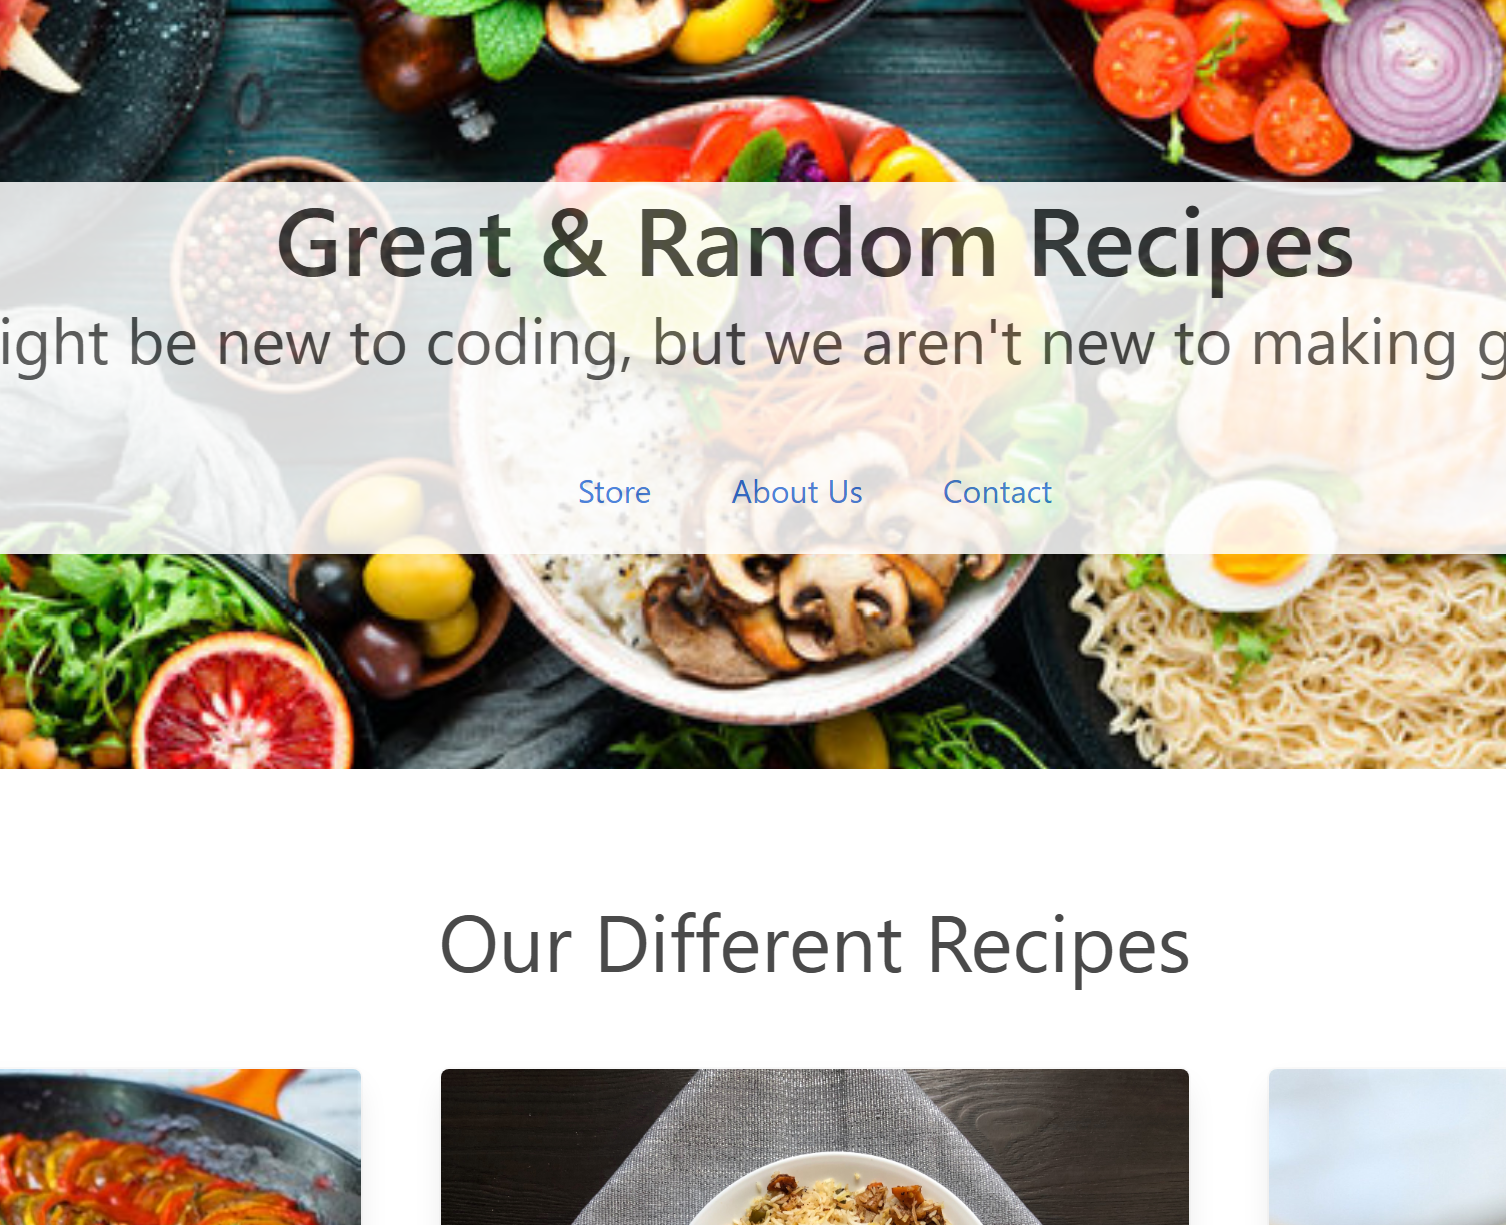 Great & Random Recipes
ight be new to coding, but we aren't new to making g
Store About Us Contact
Our Different Recipes